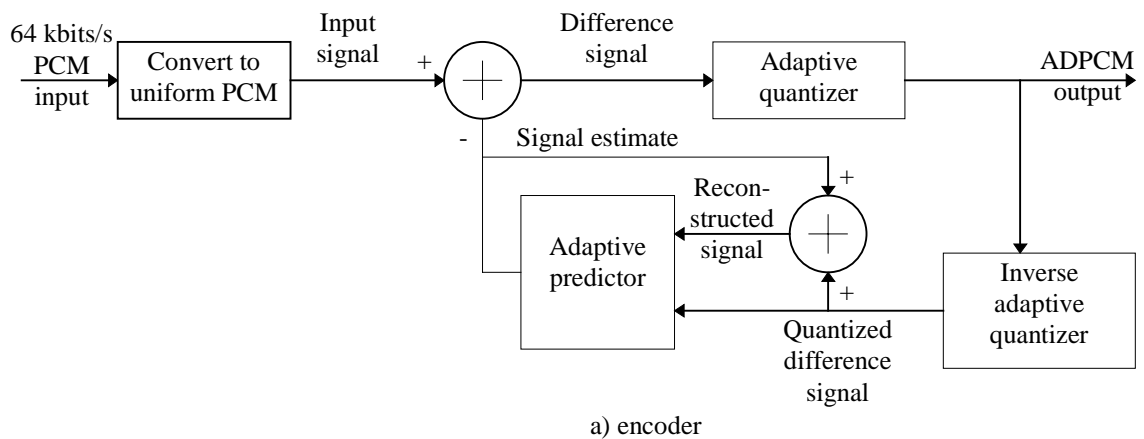 64 kbits/s
PCM
input
Convert to
uniform PCM
Input
signal
+
-
Difference
signal
Adaptive
quantizer
ADPCM
output
Signal estimate
+
Recon-
structed
signal
Adaptive
predictor
+
Quantized
difference
signal
Inverse
adaptive
quantizer
a) encoder